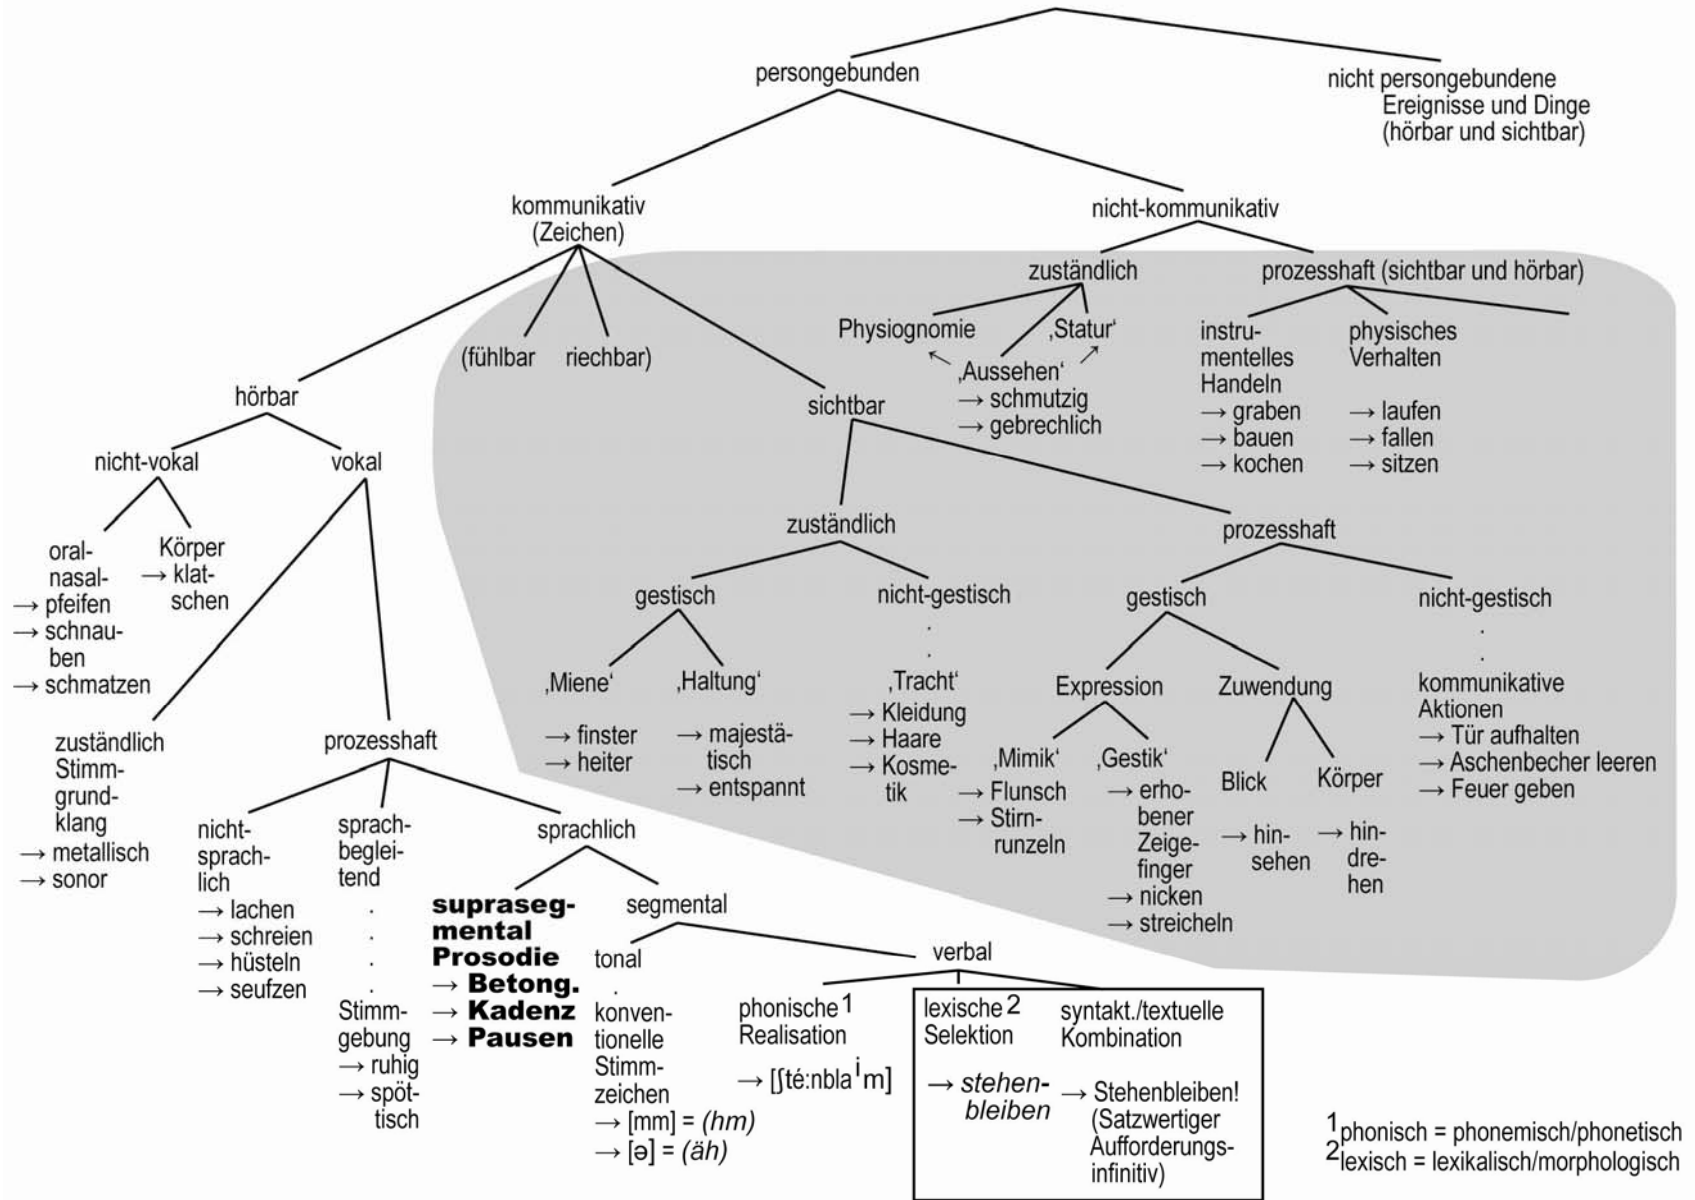 persongebunden
nicht persongebundene
Ereignisse und Dinge
(hörbar und sichtbar)
kommunikativ
(Zeichen)
nicht-kommunikativ
zuständlich
prozesshaft (sichtbar und hörbar)
Physiognomie
‚Statur‘
‚Aussehen‘
→ schmutzig
→ gebrechlich
instru-
mentelles
Handeln
→ graben
→ bauen
→ kochen
physisches
Verhalten
→ laufen
→ fallen
→ sitzen
(fühlbar
riechbar)
hörbar
sichtbar
nicht-vokal
vokal
oral-
nasal-
→ pfeifen
→ schnau-
ben
→ schmatzen
Körper
→ klat-
schen
zuständlich
prozesshaft
gestisch
nicht-gestisch
gestisch
nicht-gestisch
‚Miene‘
→ finster
→ heiter
‚Haltung‘
→ majestä-
tisch
→ entspannt
‚Tracht‘
→ Kleidung
→ Haare
→ Kosme-
tik
Expression
Zuwendung
‚Mimik‘
→ Flunsch
→ Stirn-
runzeln
‚Gestik‘
→ erho-
bener
Zeige-
finger
→ nicken
→ streicheln
Blick
→ hin-
sehen
Körper
→ hin-
dre-
hen
kommunikative
Aktionen
→ Tür aufhalten
→ Aschenbecher leeren
→ Feuer geben
zuständlich
Stimm-
grund-
klang
→ metallisch
→ sonor
prozesshaft
nicht-
sprach-
lich
→ lachen
→ schreien
→ hüsteln
→ seufzen
sprach-
beglei-
tend
Stimm-
gebung
→ ruhig
→ spöt-
tisch
sprachlich
supraseg-
mental
Prosodie
→ Betong.
→ Kadenz
→ Pausen
segmental
tonal
konven-
tionelle
Stimm-
zeichen
→ [mm] = (hm)
→ [ə] = (äh)
verbal
phonische¹
Realisation
→ [ʃté:nblaⁱm]
lexische²
Selektion
→ stehen-
bleiben
syntakt./textuelle
Kombination
→ Stehenbleiben!
(Satzwertiger
Aufforderungs-
infinitiv)
¹phonisch = phonemisch/phonetisch
²lexisch = lexikalisch/morphologisch